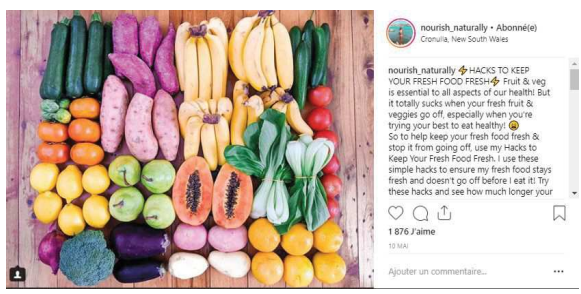 nourish_naturally • Abonné(e)
Cronulla, New South Wales
nourish_naturally ⚡ HACKS TO KEEP
YOUR FRESH FOOD FRESH⚡ Fruit & veg
is essential to all aspects of our health! But
it totally sucks when your fresh fruit &
veggies go off, especially when you're
trying your best to eat healthy! 😩
So to help keep your fresh food fresh &
stop it from going off, use my Hacks to
Keep Your Fresh Food Fresh. I use these
simple hacks to ensure my fresh food stays
fresh and doesn't go off before I eat it! Try
these hacks and see how much longer your
1 876 J'aime
10 MAI
Ajouter un commentaire...